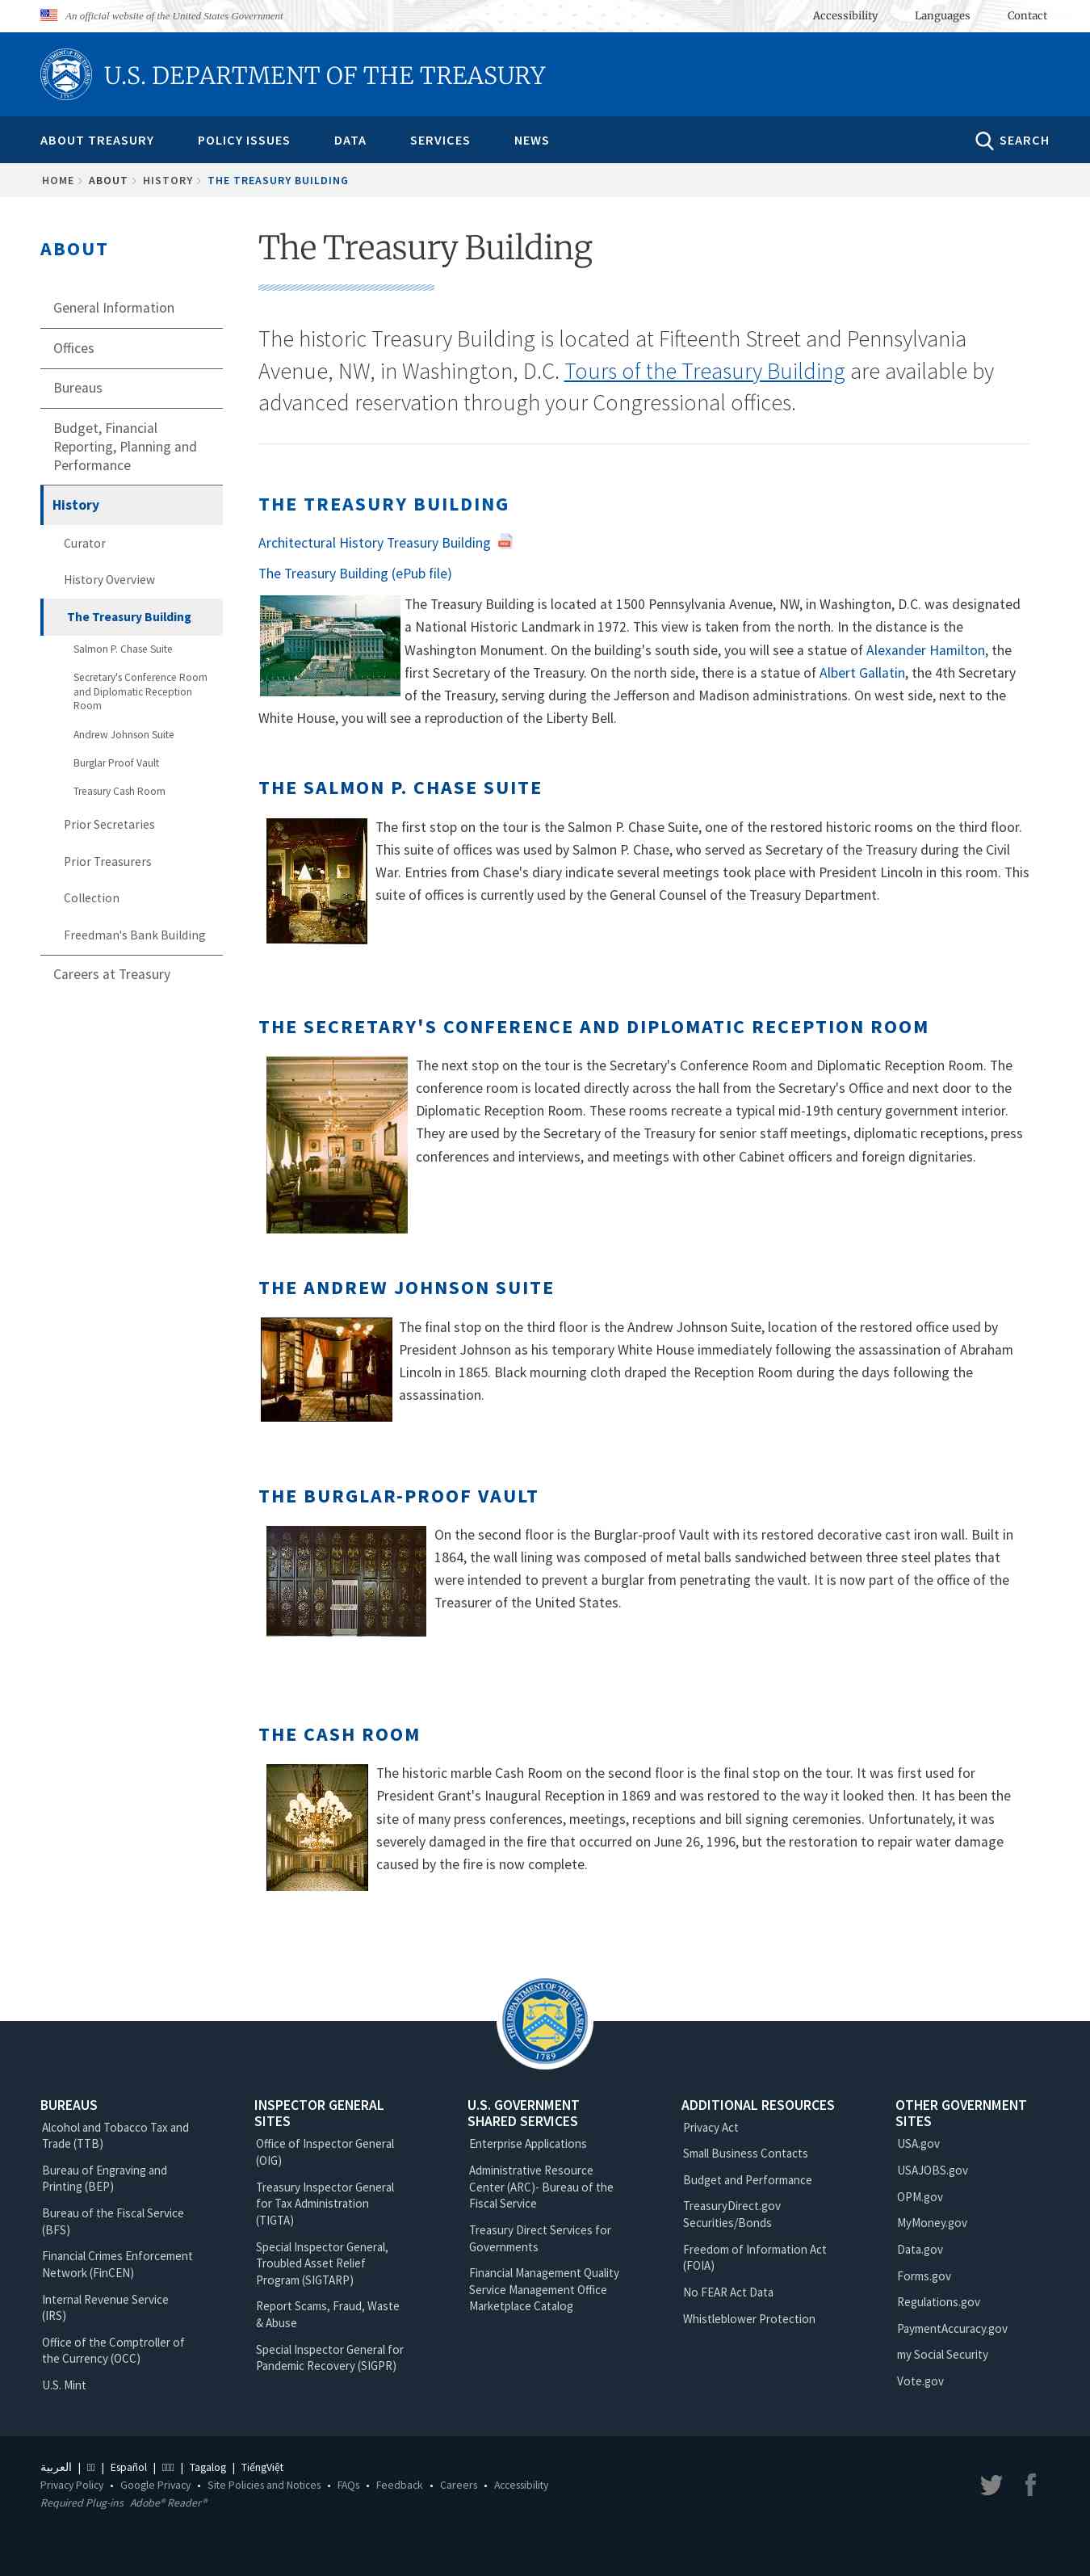 An official website of the United States Government
Accessibility Languages Contact
U.S. DEPARTMENT OF THE TREASURY
ABOUT TREASURY POLICY ISSUES DATA SERVICES NEWS SEARCH
HOME ABOUT HISTORY THE TREASURY BUILDING
ABOUT
General Information
Offices
Bureaus
Budget, Financial
Reporting, Planning and
Performance
History
Curator
History Overview
The Treasury Building
Salmon P. Chase Suite
Secretary's Conference Room
and Diplomatic Reception
Room
Andrew Johnson Suite
Burglar Proof Vault
Treasury Cash Room
Prior Secretaries
Prior Treasurers
Collection
Freedman's Bank Building
Careers at Treasury
The Treasury Building
The historic Treasury Building is located at Fifteenth Street and Pennsylvania
Avenue, NW, in Washington, D.C. Tours of the Treasury Building are available by
advanced reservation through your Congressional offices.
THE TREASURY BUILDING
Architectural History Treasury Building
The Treasury Building (ePub file)
The Treasury Building is located at 1500 Pennsylvania Avenue, NW, in Washington, D.C. was designated
a National Historic Landmark in 1972. This view is taken from the north. In the distance is the
Washington Monument. On the building's south side, you will see a statue of Alexander Hamilton, the
first Secretary of the Treasury. On the north side, there is a statue of Albert Gallatin, the 4th Secretary
of the Treasury, serving during the Jefferson and Madison administrations. On west side, next to the
White House, you will see a reproduction of the Liberty Bell.
THE SALMON P. CHASE SUITE
The first stop on the tour is the Salmon P. Chase Suite, one of the restored historic rooms on the third floor.
This suite of offices was used by Salmon P. Chase, who served as Secretary of the Treasury during the Civil
War. Entries from Chase's diary indicate several meetings took place with President Lincoln in this room. This
suite of offices is currently used by the General Counsel of the Treasury Department.
THE SECRETARY'S CONFERENCE AND DIPLOMATIC RECEPTION ROOM
The next stop on the tour is the Secretary's Conference Room and Diplomatic Reception Room. The
conference room is located directly across the hall from the Secretary's Office and next door to the
Diplomatic Reception Room. These rooms recreate a typical mid-19th century government interior.
They are used by the Secretary of the Treasury for senior staff meetings, diplomatic receptions, press
conferences and interviews, and meetings with other Cabinet officers and foreign dignitaries.
THE ANDREW JOHNSON SUITE
The final stop on the third floor is the Andrew Johnson Suite, location of the restored office used by
President Johnson as his temporary White House immediately following the assassination of Abraham
Lincoln in 1865. Black mourning cloth draped the Reception Room during the days following the
assassination.
THE BURGLAR-PROOF VAULT
On the second floor is the Burglar-proof Vault with its restored decorative cast iron wall. Built in
1864, the wall lining was composed of metal balls sandwiched between three steel plates that
were intended to prevent a burglar from penetrating the vault. It is now part of the office of the
Treasurer of the United States.
THE CASH ROOM
The historic marble Cash Room on the second floor is the final stop on the tour. It was first used for
President Grant's Inaugural Reception in 1869 and was restored to the way it looked then. It has been the
site of many press conferences, meetings, receptions and bill signing ceremonies. Unfortunately, it was
severely damaged in the fire that occurred on June 26, 1996, but the restoration to repair water damage
caused by the fire is now complete.
THE DEPARTMENT OF THE TREASURY
1789
BUREAUS
Alcohol and Tobacco Tax and
Trade (TTB)
Bureau of Engraving and
Printing (BEP)
Bureau of the Fiscal Service
(BFS)
Financial Crimes Enforcement
Network (FinCEN)
Internal Revenue Service
(IRS)
Office of the Comptroller of
the Currency (OCC)
U.S. Mint
INSPECTOR GENERAL
SITES
Office of Inspector General
(OIG)
Treasury Inspector General
for Tax Administration
(TIGTA)
Special Inspector General,
Troubled Asset Relief
Program (SIGTARP)
Report Scams, Fraud, Waste
& Abuse
Special Inspector General for
Pandemic Recovery (SIGPR)
U.S. GOVERNMENT
SHARED SERVICES
Enterprise Applications
Administrative Resource
Center (ARC)- Bureau of the
Fiscal Service
Treasury Direct Services for
Governments
Financial Management Quality
Service Management Office
Marketplace Catalog
ADDITIONAL RESOURCES
Privacy Act
Small Business Contacts
Budget and Performance
TreasuryDirect.gov
Securities/Bonds
Freedom of Information Act
(FOIA)
No FEAR Act Data
Whistleblower Protection
OTHER GOVERNMENT
SITES
USA.gov
USAJOBS.gov
OPM.gov
MyMoney.gov
Data.gov
Forms.gov
Regulations.gov
PaymentAccuracy.gov
my Social Security
Vote.gov
العربية | | Español | | Tagalog | TiếngViệt
Privacy Policy • Google Privacy • Site Policies and Notices • FAQs • Feedback • Careers • Accessibility
Required Plug-ins Adobe® Reader®